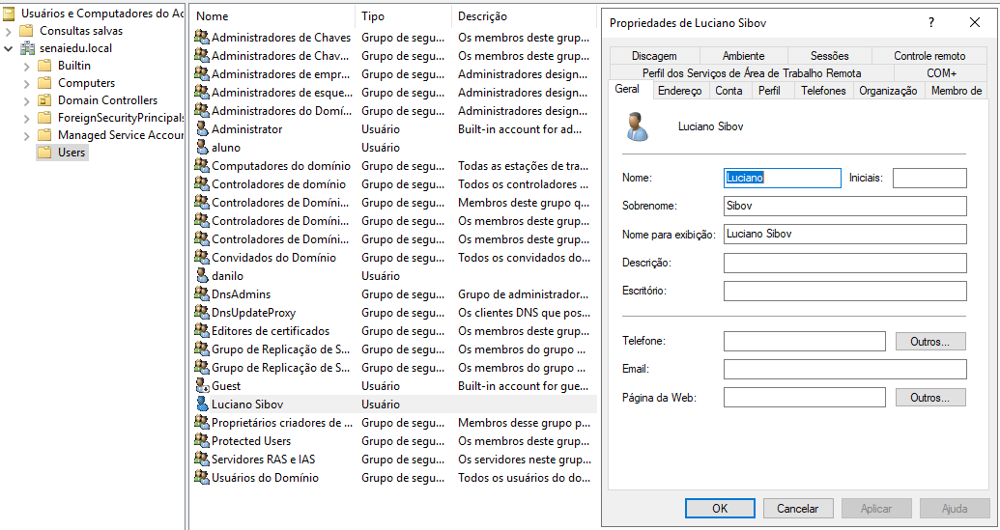 Usuários e Computadores do Ac
Consultas salvas
senaiedu.local
Builtin
Computers
Domain Controllers
ForeignSecurityPrincipals
Managed Service Accour
Users
Nome Tipo Descrição
Administradores de Chaves Grupo de segu... Os membros deste grup...
Administradores de Chav... Grupo de segu... Os membros deste grup...
Administradores de empr... Grupo de segu... Administradores design...
Administradores de esque... Grupo de segu... Administradores design...
Administradores do Domí... Grupo de segu... Administradores design...
Administrator Usuário Built-in account for ad...
aluno Usuário
Computadores do domínio Grupo de segu... Todas as estações de tra...
Controladores de domínio Grupo de segu... Todos os controladores ...
Controladores de Domíni... Grupo de segu... Membros deste grupo q...
Controladores de Domíni... Grupo de segu... Os membros deste grup...
Controladores de Domíni... Grupo de segu... Os membros deste grup...
Convidados do Domínio Grupo de segu... Todos os convidados do...
danilo Usuário
DnsAdmins Grupo de segu... Grupo de administrador...
DnsUpdateProxy Grupo de segu... Os clientes DNS que pos...
Editores de certificados Grupo de segu... Os membros deste grup...
Grupo de Replicação de S... Grupo de segu... Os membros do grupo ...
Grupo de Replicação de S... Grupo de segu... Os membros do grupo ...
Guest Usuário Built-in account for gue...
Luciano Sibov Usuário
Proprietários criadores de ... Grupo de segu... Membros desse grupo p...
Protected Users Grupo de segu... Os membros deste grup...
Servidores RAS e IAS Grupo de segu... Os servidores neste grup...
Usuários do Domínio Grupo de segu... Todos os usuários do do...
Propriedades de Luciano Sibov ?
Discagem Ambiente Sessões Controle remoto
Perfil dos Serviços de Área de Trabalho Remota COM+
Geral Endereço Conta Perfil Telefones Organização Membro de
Luciano Sibov
Nome: Luciano Iniciais:
Sobrenome: Sibov
Nome para exibição: Luciano Sibov
Descrição:
Escritório:
Telefone: Outros...
Email:
Página da Web: Outros...
OK Cancelar Aplicar Ajuda